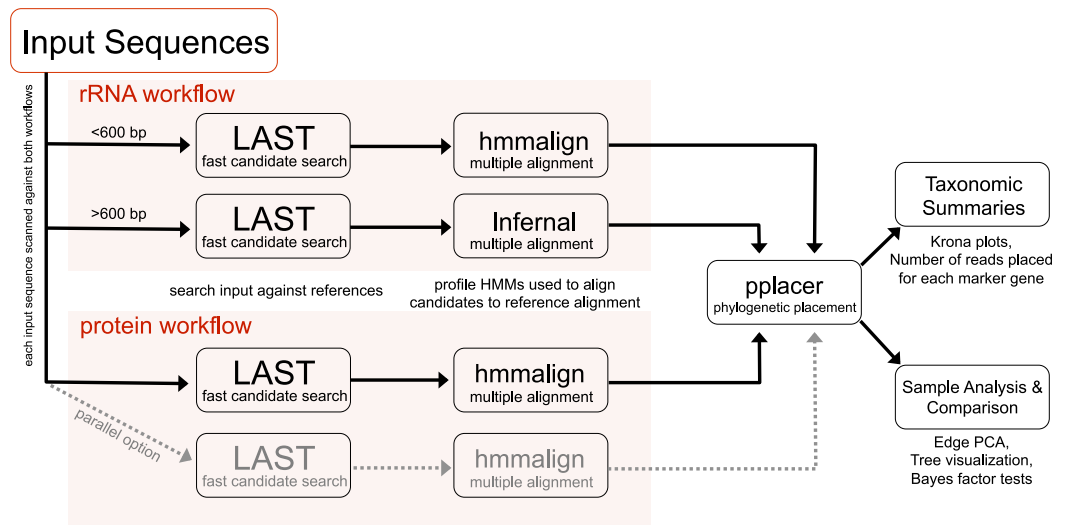 Input Sequences
each input sequence scanned against both workflows
rRNA workflow
<600 bp
LAST
fast candidate search
hmmalign
multiple alignment
>600 bp
LAST
fast candidate search
Infernal
multiple alignment
search input against references
profile HMMs used to align
candidates to reference alignment
protein workflow
LAST
fast candidate search
hmmalign
multiple alignment
parallel option
LAST
fast candidate search
hmmalign
multiple alignment
pplacer
phylogenetic placement
Taxonomic
Summaries
Krona plots,
Number of reads placed
for each marker gene
Sample Analysis &
Comparison
Edge PCA,
Tree visualization,
Bayes factor tests